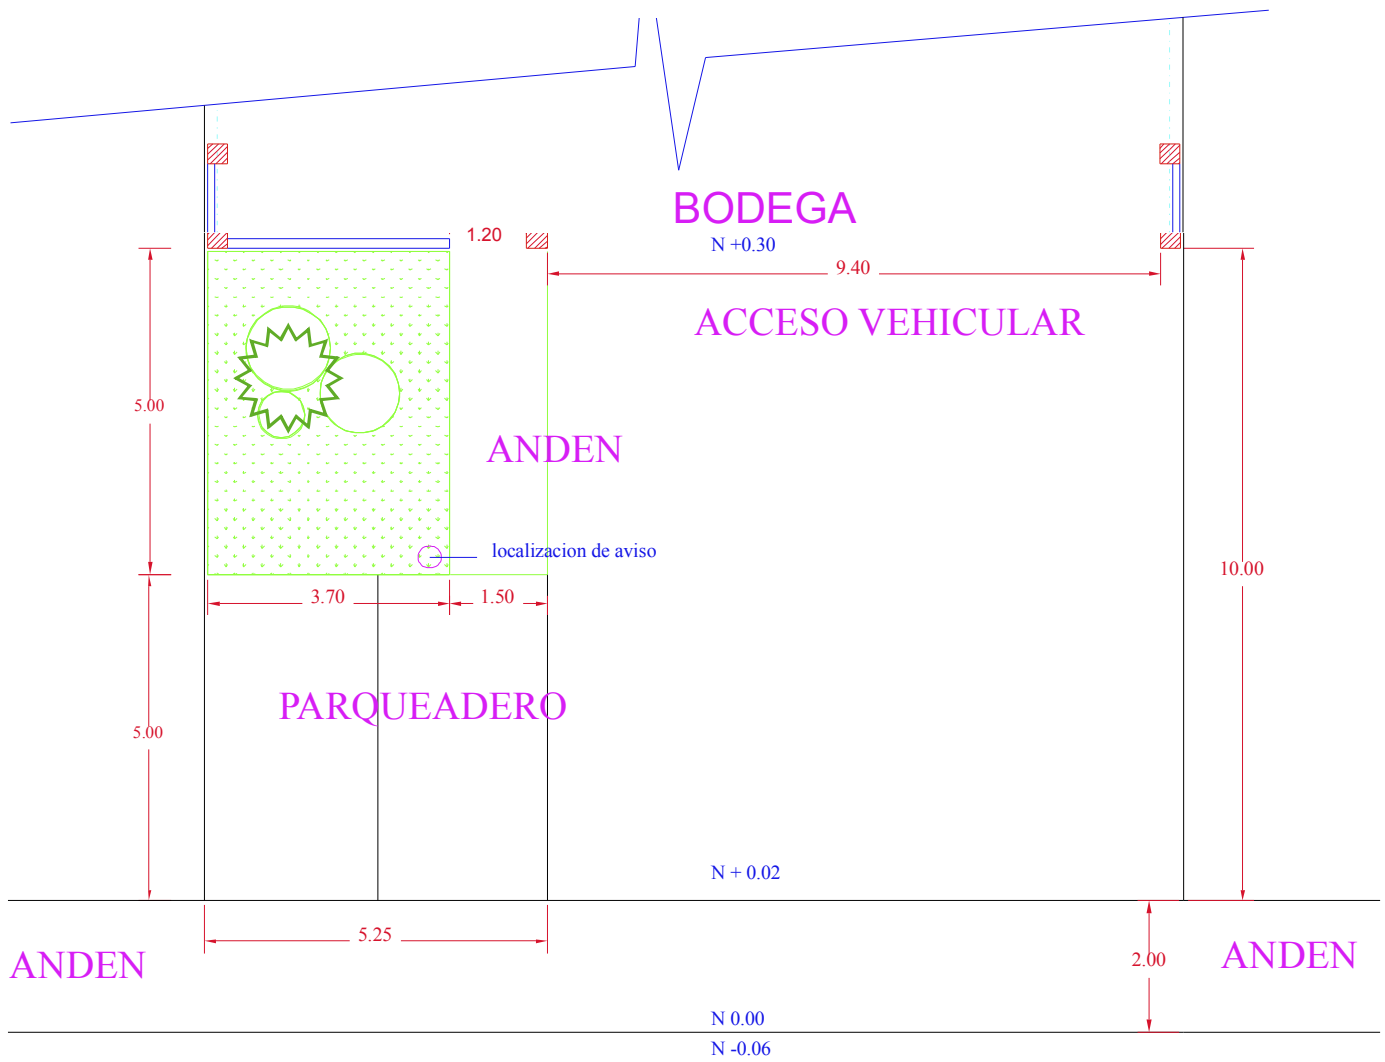 BODEGA
1.20
N +0.30
9.40
ACCESO VEHICULAR
5.00
ANDEN
localizacion de aviso
10.00
3.70
1.50
PARQUEADERO
5.00
N + 0.02
5.25
ANDEN
2.00
ANDEN
N 0.00
N -0.06